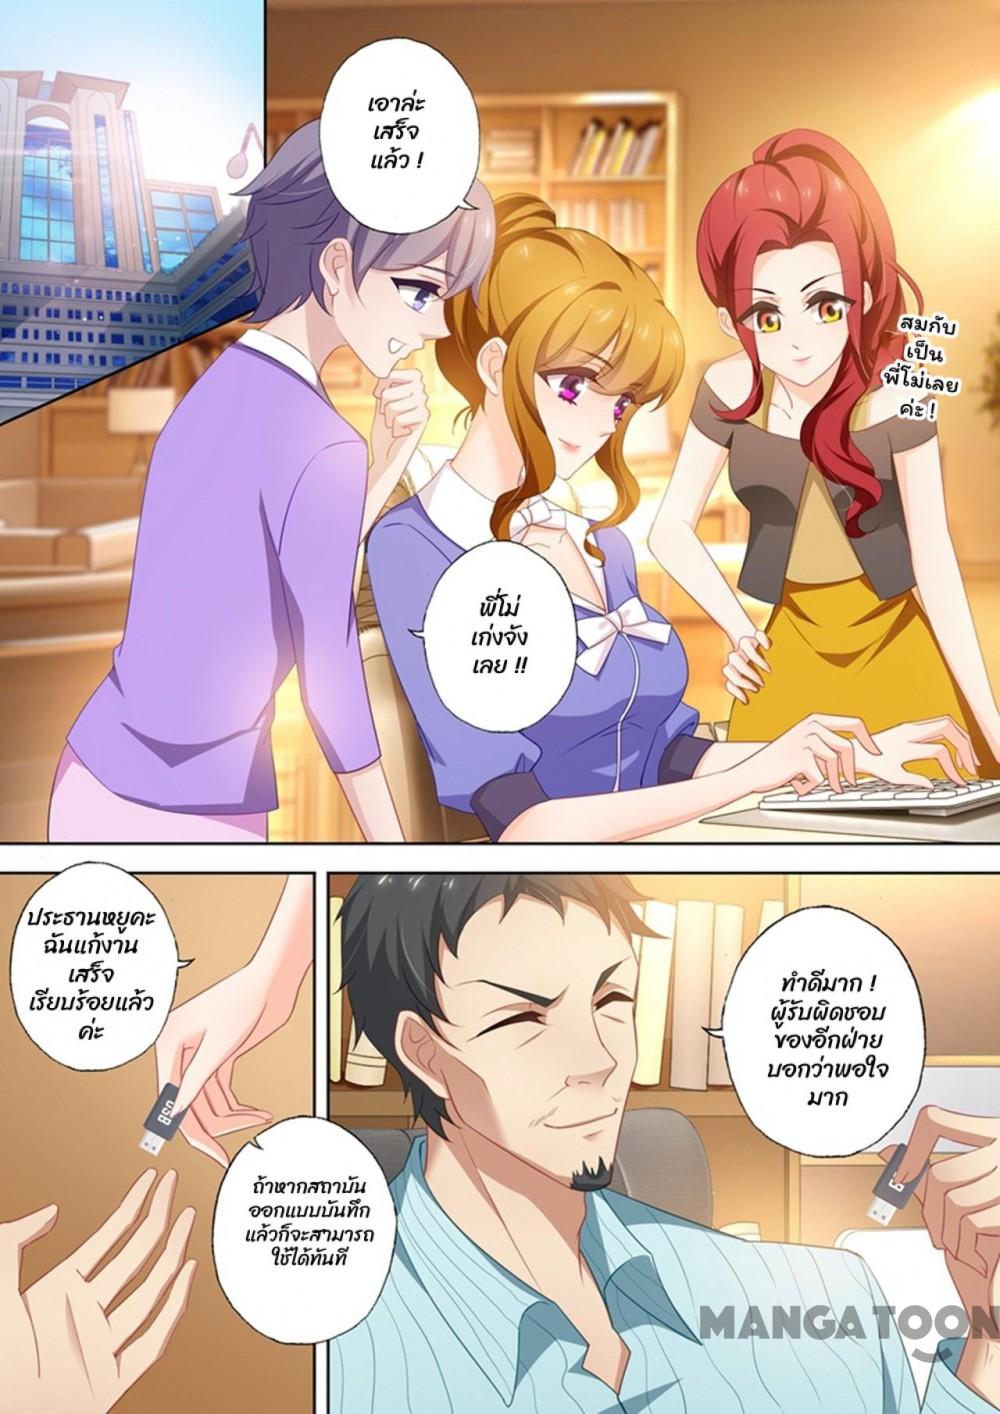 เอาล่ะ
เสร็จ
แล้ว !
สมกับ
เป็น
พี่โม่เลย
ค่ะ !
พี่โม่
เก่งจัง
เลย !!
ประธานหยูคะ
ฉันแก้งาน
เสร็จ
เรียบร้อยแล้ว
ค่ะ
USB
ถ้าหากสถาบัน
ออกแบบบันทึก
แล้วก็จะสามารถ
ใช้ได้ทันที
ทำดีมาก !
ผู้รับผิดชอบ
ของอีกฝ่าย
บอกว่าพอใจ
มาก
MANGATOON